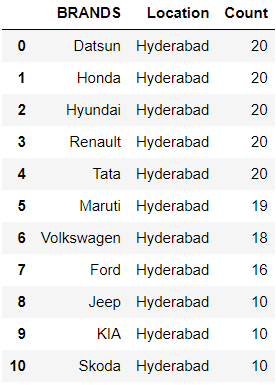 BRANDS Location Count
0 Datsun Hyderabad 20
1 Honda Hyderabad 20
2 Hyundai Hyderabad 20
3 Renault Hyderabad 20
4 Tata Hyderabad 20
5 Maruti Hyderabad 19
6 Volkswagen Hyderabad 18
7 Ford Hyderabad 16
8 Jeep Hyderabad 10
9 KIA Hyderabad 10
10 Skoda Hyderabad 10